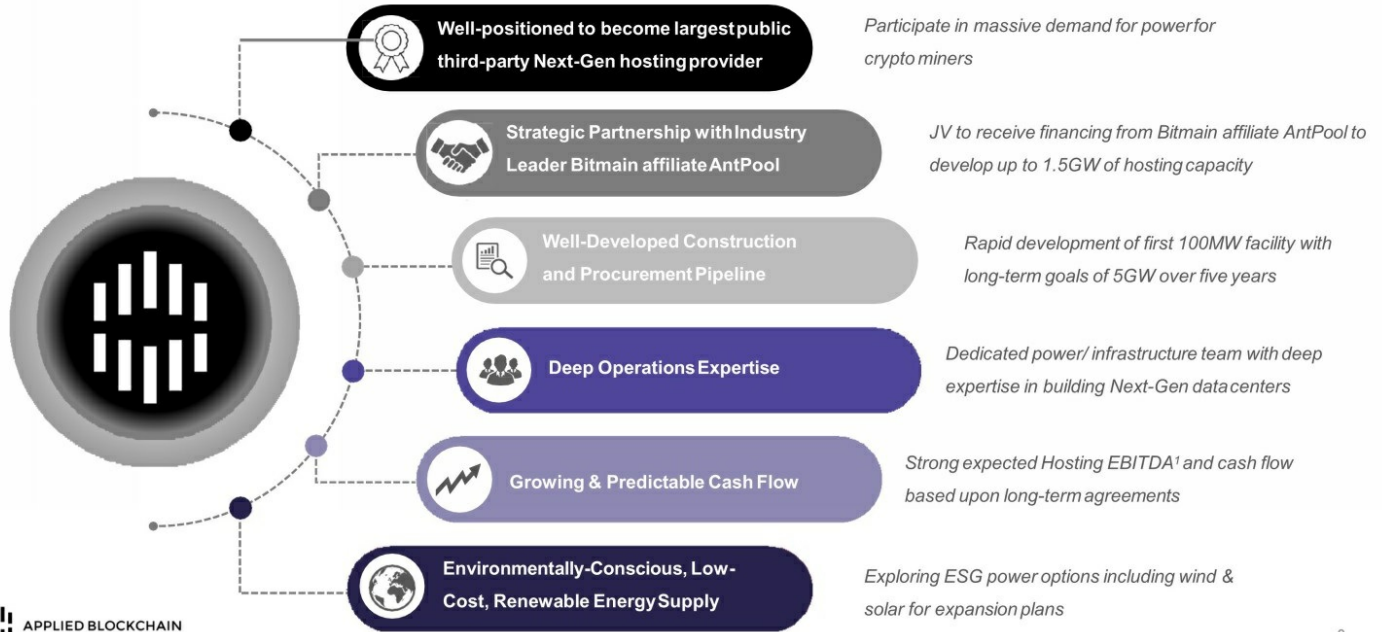 Well-positioned to become largest public
third-party Next-Gen hosting provider
Participate in massive demand for power for
crypto miners
Strategic Partnership with Industry
Leader Bitmain affiliate AntPool
JV to receive financing from Bitmain affiliate AntPool to
develop up to 1.5GW of hosting capacity
Well-Developed Construction
and Procurement Pipeline
Rapid development of first 100MW facility with
long-term goals of 5GW over five years
Deep Operations Expertise
Dedicated power/ infrastructure team with deep
expertise in building Next-Gen datacenters
Growing & Predictable Cash Flow
Strong expected Hosting EBITDA¹ and cash flow
based upon long-term agreements
Environmentally-Conscious, Low-
Cost, Renewable Energy Supply
Exploring ESG power options including wind &
solar for expansion plans
APPLIED BLOCKCHAIN